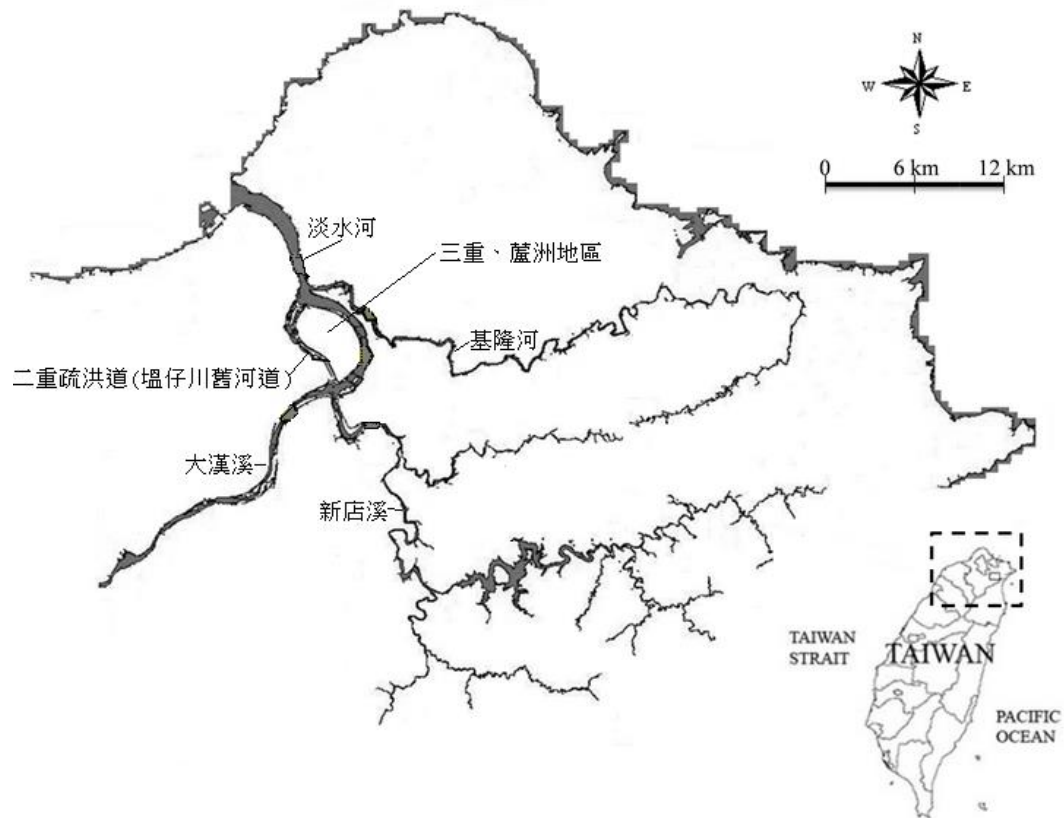 N
W
E
S
0 6 km 12 km
淡水河
三重、蘆洲地區
基隆河
二重疏洪道(塭仔川舊河道)
大漢溪
新店溪
TAIWAN
STRAIT
TAIWAN
PACIFIC
OCEAN